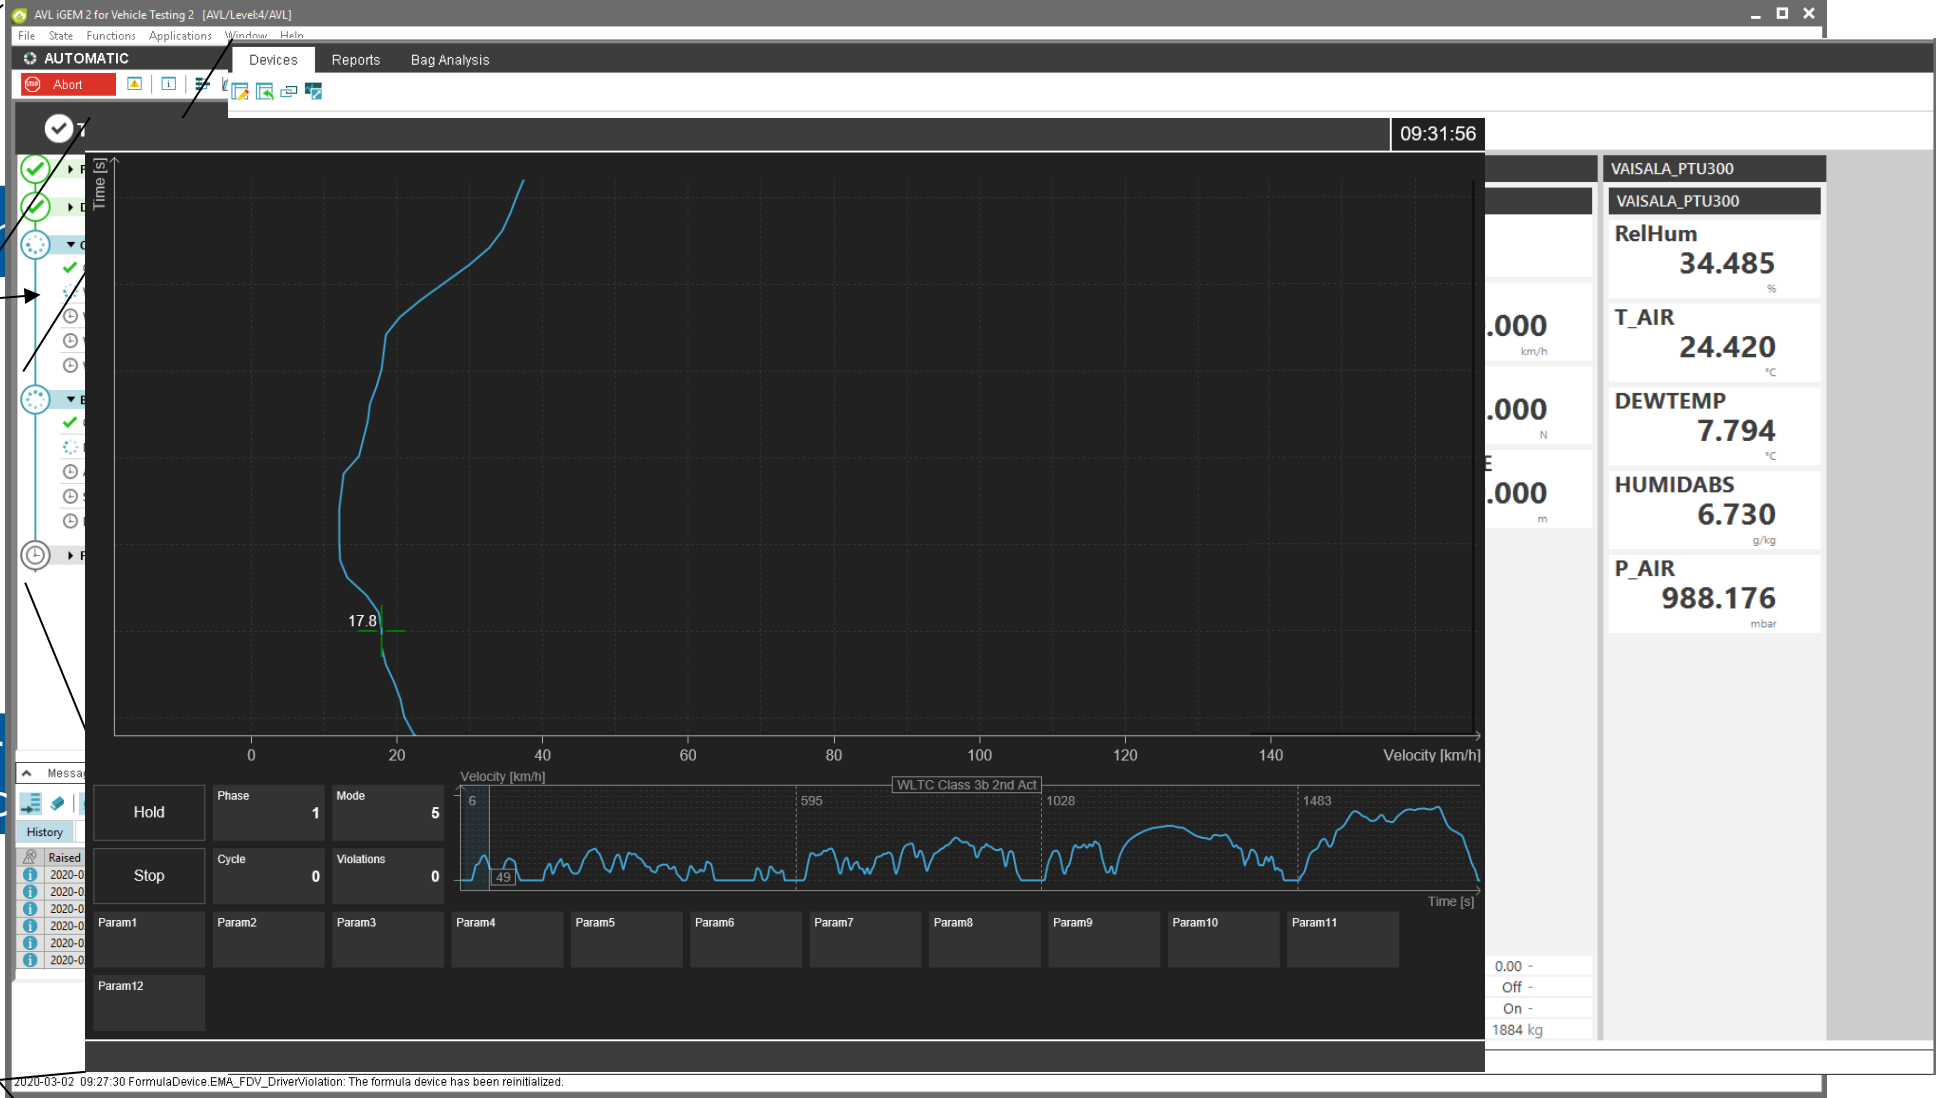 AVL iGEM 2 for Vehicle Testing 2 [AVL/Level:4/AVL]
File State Functions Applications Window Help
AUTOMATIC
Devices Reports Bag Analysis
Abort
09:31:56
Time [s]
17.8
0 20 40 60 80 100 120 140 Velocity [km/h]
VAISALA_PTU300
VAISALA_PTU300
RelHum
34.485
%
T_AIR
24.420
°C
DEWTEMP
7.794
°C
HUMIDABS
6.730
g/kg
P_AIR
988.176
mbar
.000
km/h
.000
N
E
.000
m
0.00 -
Off -
On -
1884 kg
Messa
History
Raised
2020-0
2020-0
2020-0
2020-0
2020-0
2020-0
Hold
Phase
1
Mode
5
Stop
Cycle
0
Violations
0
Velocity [km/h]
WLTC Class 3b 2nd Act
6 595 1028 1483
49
Time [s]
Param1 Param2 Param3 Param4 Param5 Param6 Param7 Param8 Param9 Param10 Param11
Param12
2020-03-02 09:27:30 FormulaDevice.EMA_FDV_DriverViolation: The formula device has been reinitialized.